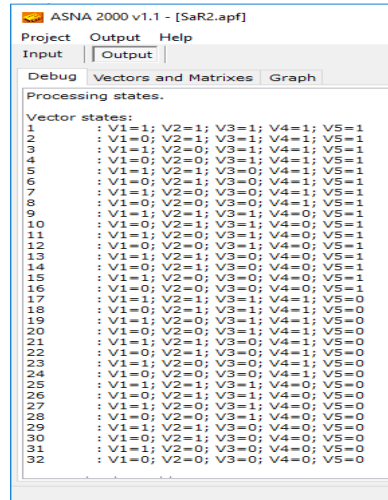 ASNA 2000 v1.1 - [SaR2.apf]
Project Output Help
Input Output
Debug Vectors and Matrixes Graph
Processing states.
Vector states:
1 : V1=1; V2=1; V3=1; V4=1; V5=1
2 : V1=0; V2=1; V3=1; V4=1; V5=1
3 : V1=1; V2=0; V3=1; V4=1; V5=1
4 : V1=0; V2=0; V3=1; V4=1; V5=1
5 : V1=1; V2=1; V3=0; V4=1; V5=1
6 : V1=0; V2=1; V3=0; V4=1; V5=1
7 : V1=1; V2=0; V3=0; V4=1; V5=1
8 : V1=0; V2=0; V3=0; V4=1; V5=1
9 : V1=1; V2=1; V3=1; V4=0; V5=1
10 : V1=0; V2=1; V3=1; V4=0; V5=1
11 : V1=1; V2=0; V3=1; V4=0; V5=1
12 : V1=0; V2=0; V3=1; V4=0; V5=1
13 : V1=1; V2=1; V3=0; V4=0; V5=1
14 : V1=0; V2=1; V3=0; V4=0; V5=1
15 : V1=1; V2=0; V3=0; V4=0; V5=1
16 : V1=0; V2=0; V3=0; V4=0; V5=1
17 : V1=1; V2=1; V3=1; V4=1; V5=0
18 : V1=0; V2=1; V3=1; V4=1; V5=0
19 : V1=1; V2=0; V3=1; V4=1; V5=0
20 : V1=0; V2=0; V3=1; V4=1; V5=0
21 : V1=1; V2=1; V3=0; V4=1; V5=0
22 : V1=0; V2=1; V3=0; V4=1; V5=0
23 : V1=1; V2=0; V3=0; V4=1; V5=0
24 : V1=0; V2=0; V3=0; V4=1; V5=0
25 : V1=1; V2=1; V3=1; V4=0; V5=0
26 : V1=0; V2=1; V3=1; V4=0; V5=0
27 : V1=1; V2=0; V3=1; V4=0; V5=0
28 : V1=0; V2=0; V3=1; V4=0; V5=0
29 : V1=1; V2=1; V3=0; V4=0; V5=0
30 : V1=0; V2=1; V3=0; V4=0; V5=0
31 : V1=1; V2=0; V3=0; V4=0; V5=0
32 : V1=0; V2=0; V3=0; V4=0; V5=0